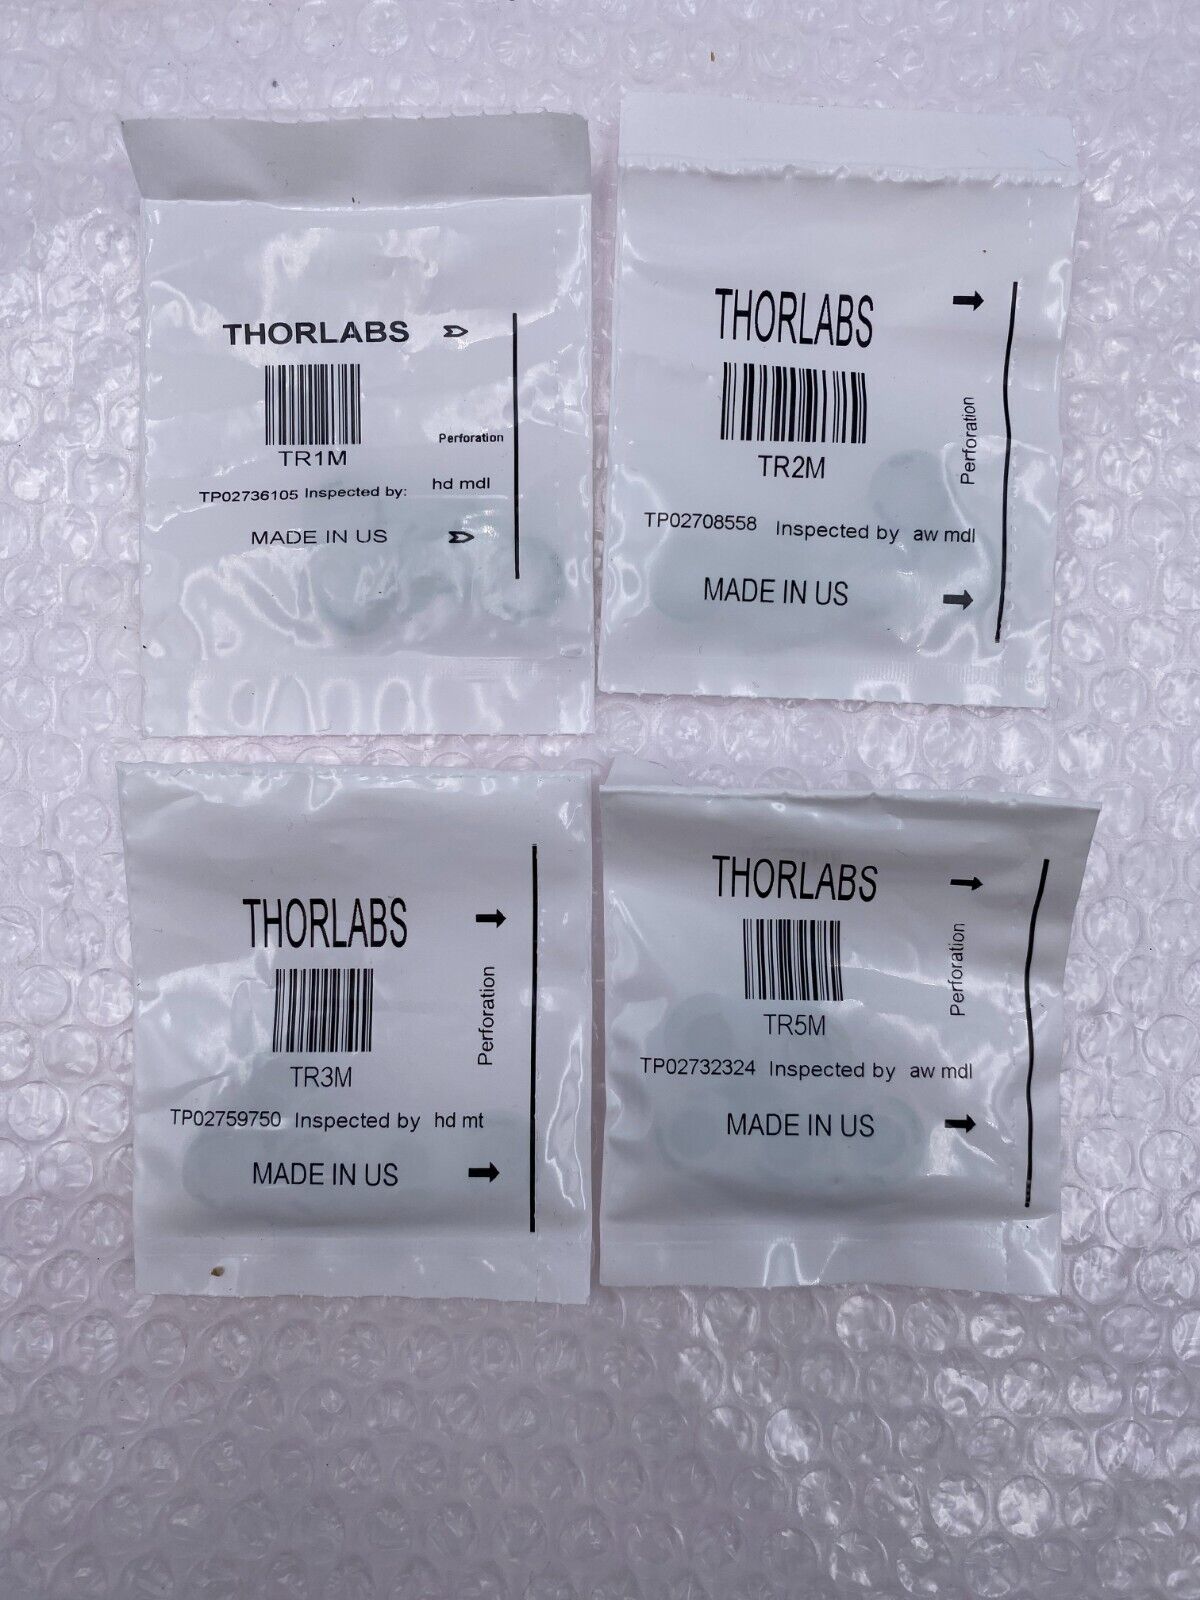 THORLABS
Perforation
TR1M
TP02736105 Inspected by: hd mdl
MADE IN US
THORLABS
Perforation
TR2M
TP02708558 Inspected by aw mdl
MADE IN US
THORLABS
Perforation
TR3M
TP02759750 Inspected by hd mt
MADE IN US
THORLABS
Perforation
TR5M
TP02732324 Inspected by aw mdl
MADE IN US